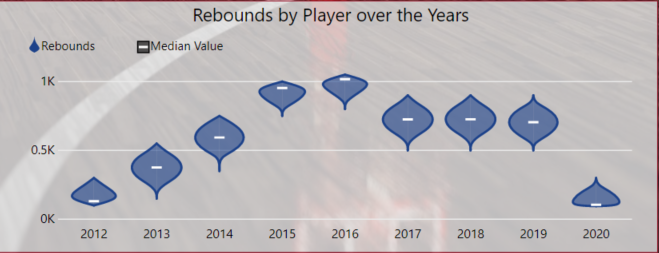 Rebounds by Player over the Years
Rebounds Median Value
1K
0.5K
0K
2012 2013 2014 2015 2016 2017 2018 2019 2020